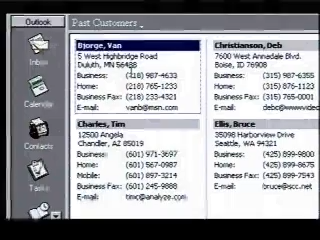 Outlook
Past Customers
Inbox
Calendar
Contacts
Tasks
Bjorge, Van
5 West Highbridge Road
Duluth, MN 56488
Business: (218) 987-4633
Home: (218) 765-1233
Business Fax: (218) 233-4321
E-mail: vanb@msn.com
Charles, Tim
12500 Angela
Chandler, AZ 85019
Business: (601) 971-3697
Home: (601) 567-0987
Mobile: (601) 897-3214
Business Fax: (601) 245-9888
E-mail: timc@analyze.com
Christianson, Deb
7600 West Annedale Blvd.
Boise, ID 76908
Business: (315) 987-6355
Home: (315) 876-1123
Business Fax: (315) 765-0001
E-mail:
Ellis, Bruce
35098 Harborview Drive
Seattle, WA 94321
Business: (425) 899-9800
Home: (425) 899-8675
Business Fax: (425) 899-7543
E-mail: bruce@scc.net